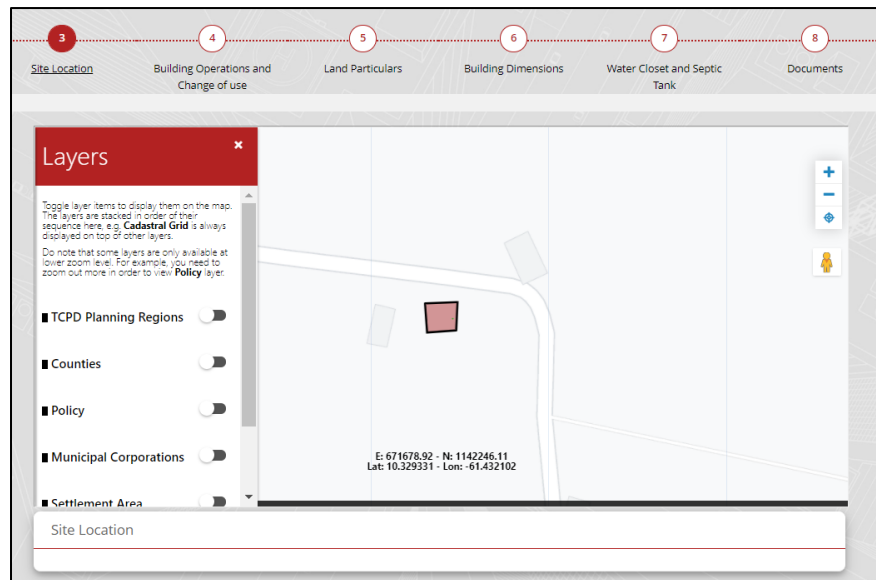 3
4
5
6
7
8
Site Location
Building Operations and
Change of use
Land Particulars
Building Dimensions
Water Closet and Septic
Tank
Documents
Layers
×
Toggle layer items to display them on the map.
The layers are stacked in order of their
sequence here, e.g. Cadastral Grid is always
displayed on top of other layers.
Do note that some layers are only available at
lower zoom level. For example, you need to
zoom out more in order to view Policy layer.
TCPD Planning Regions
Counties
Policy
Municipal Corporations
Settlement Area
E: 671678.92 - N: 1142246.11
Lat: 10.329331 - Lon: -61.432102
Site Location